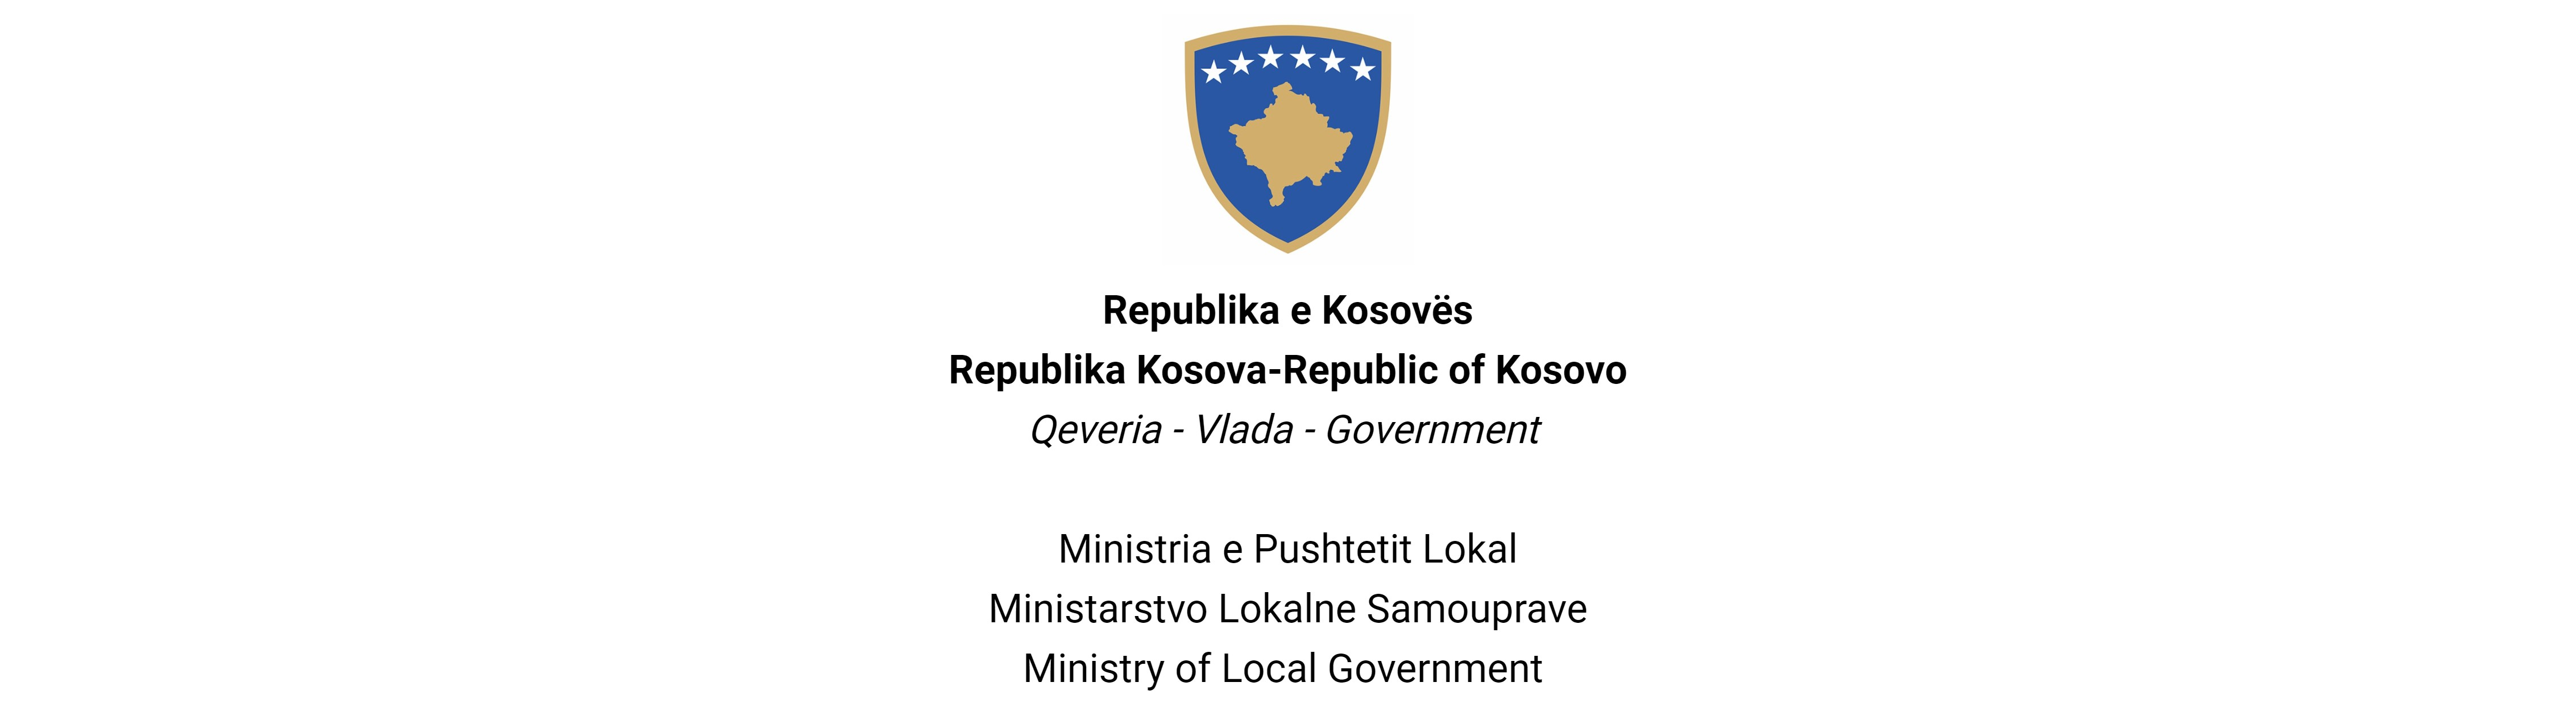 Republika e Kosovës
Republika Kosova-Republic of Kosovo
Qeveria - Vlada - Government
Ministria e Pushtetit Lokal
Ministarstvo Lokalne Samouprave
Ministry of Local Government